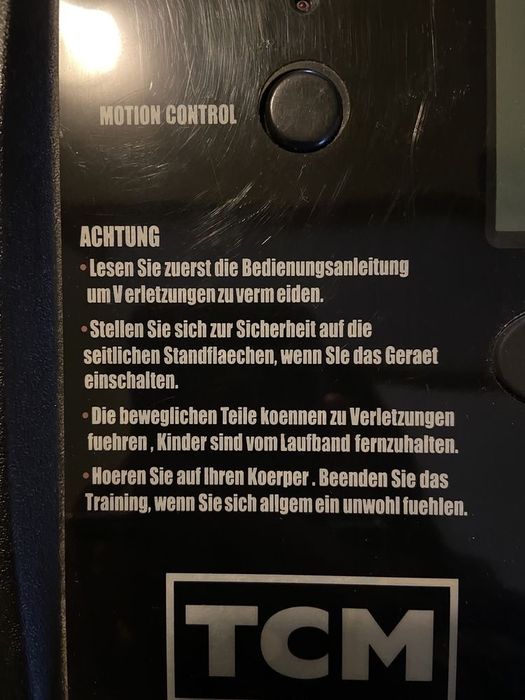 MOTION CONTROL
ACHTUNG
•Lesen Sie zuerst die Bedienungsanleitung
um Verletzungen zu verm eiden.
•Stellen Sie sich zur Sicherheit auf die
seitlichen Standflaechen, wenn SIe das Geraet
einschalten.
•Die beweglichen Teile koennen zu Verletzungen
fuehren , Kinder sind vom Laufband fernzuhalten.
•Hoeren Sie auf Ihren Koerper . Beenden Sie das
Training, wenn Sie sich allgem ein unwohl fuehlen.
TCM